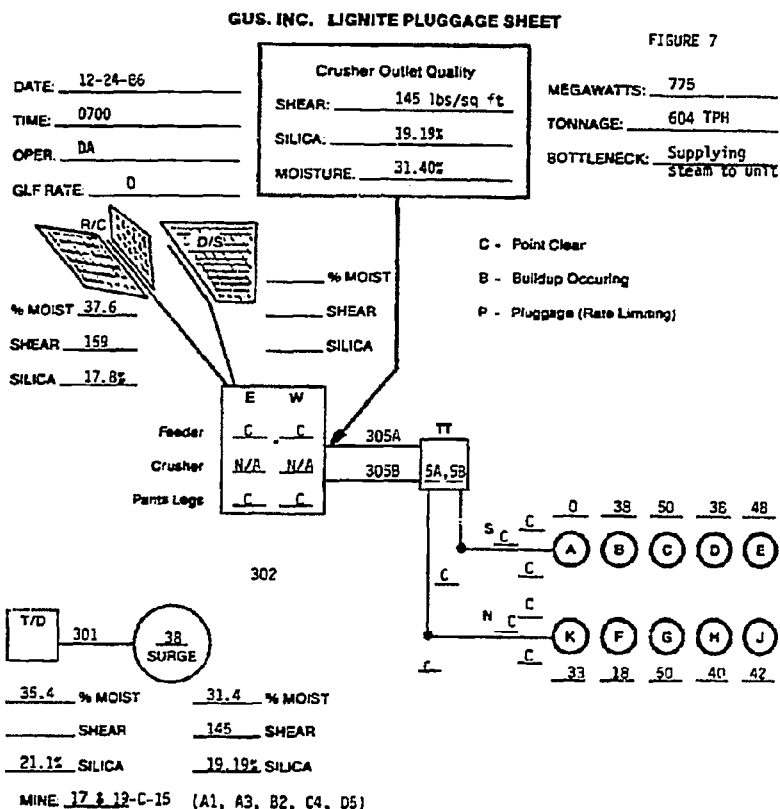 GUS. INC. LIGNITE PLUGGAGE SHEET
FIGURE 7
DATE: 12-24-86
TIME: 0700
OPER. DA
GLF RATE: 0
Crusher Outlet Quality
SHEAR: 145 lbs/sq ft
SILICA: 19.19%
MOISTURE: 31.40%
MEGAWATTS: 775
TONNAGE: 604 TPH
BOTTLENECK: Supplying
steam to unit
R/C
D/S
C - Point Clear
B - Buildup Occuring
P - Pluggage (Rate Limiting)
% MOIST 37.6
SHEAR 159
SILICA 17.8%
% MOIST
SHEAR
SILICA
E W
Feeder C C
Crusher N/A N/A
Pants Legs C C
305A
305B
TT
5A, 5B
302
0 38 50 38 48
S C C
A B C D E
C
C
N C C
K F G H J
C
33 18 50 40 42
T/D
301
38
SURGE
35.4 % MOIST 31.4 % MOIST
SHEAR 145 SHEAR
21.1% SILICA 19.19% SILICA
MINE: 17 & 19-C-15 (A1, A3, B2, C4, D5)